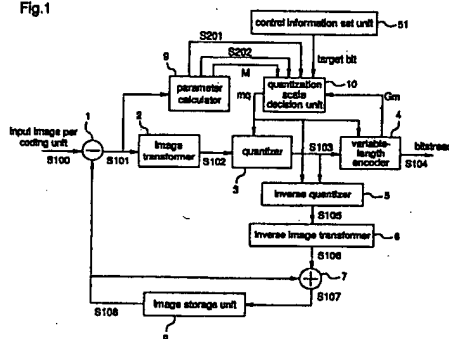 Fig.1
control information set unit
51
S201
S202
M
target bit
9
parameter calculator
10
quantization scale decision unit
mq
Gm
1
2
4
input image per coding unit
S100
S101
image transformer
S102
quantizer
3
S103
variable-length encoder
bitstream
S104
inverse quantizer
5
S105
inverse image transformer
6
S106
7
S107
S108
image storage unit
8